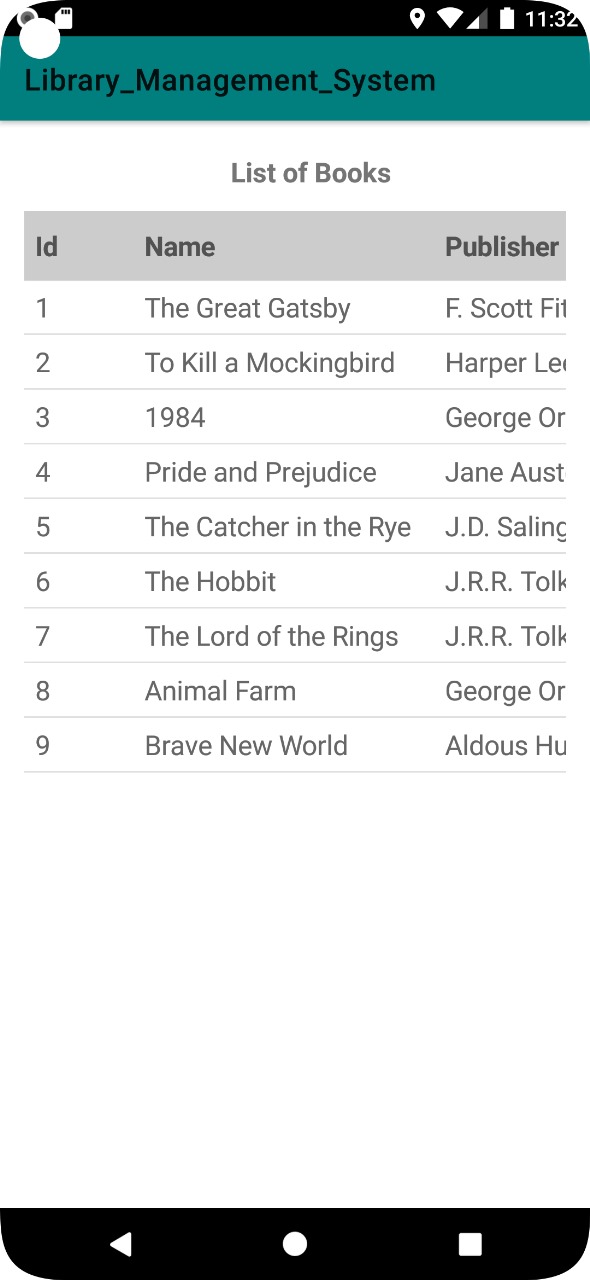 11:32
Library_Management_System
List of Books
Id Name Publisher
1 The Great Gatsby F. Scott Fit
2 To Kill a Mockingbird Harper Lee
3 1984 George Or
4 Pride and Prejudice Jane Aust
5 The Catcher in the Rye J.D. Saling
6 The Hobbit J.R.R. Tolk
7 The Lord of the Rings J.R.R. Tolk
8 Animal Farm George Or
9 Brave New World Aldous Hu